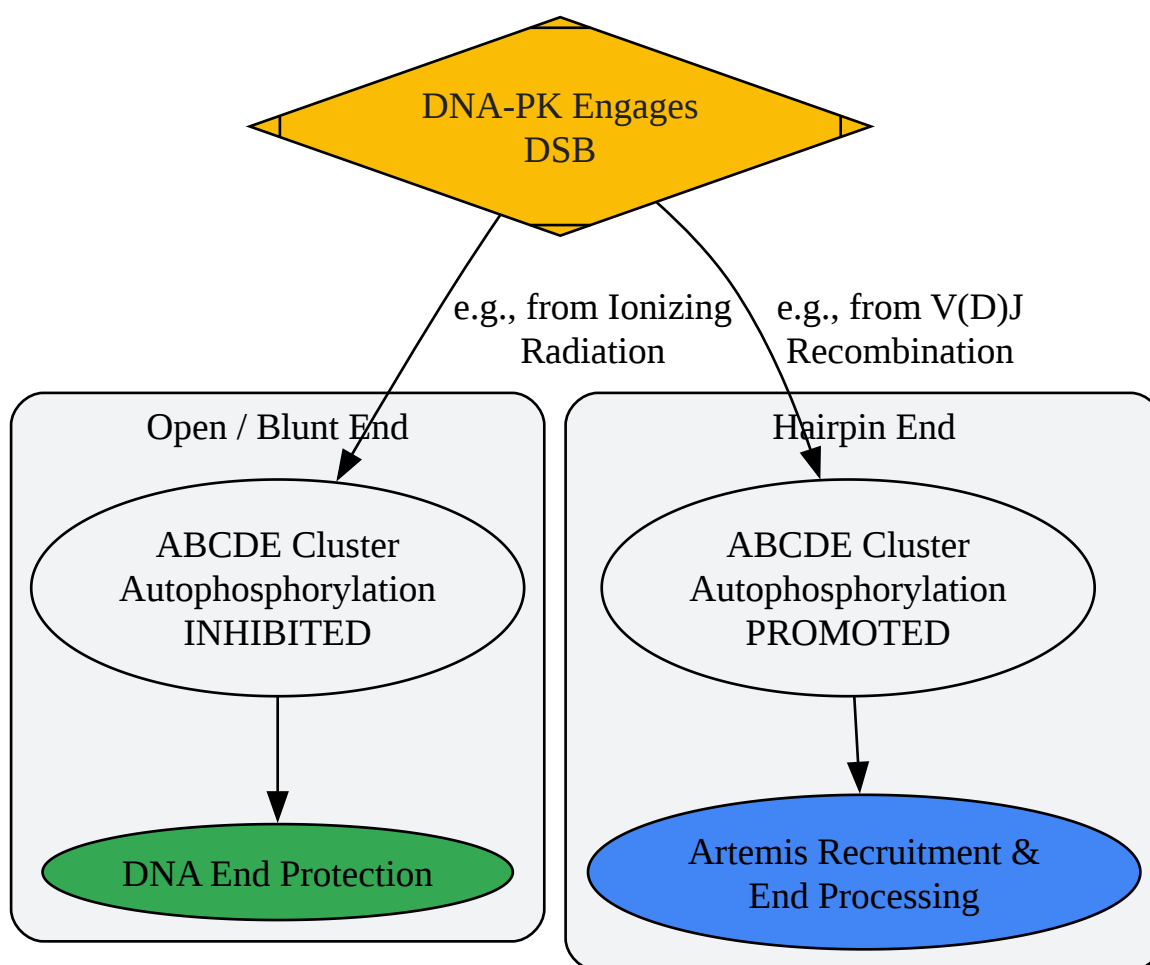 DNA-PK Engages
DSB
e.g., from Ionizing
Radiation
e.g., from V(D)J
Recombination
Open / Blunt End
ABCDE Cluster
Autophosphorylation
INHIBITED
DNA End Protection
Hairpin End
ABCDE Cluster
Autophosphorylation
PROMOTED
Artemis Recruitment &
End Processing